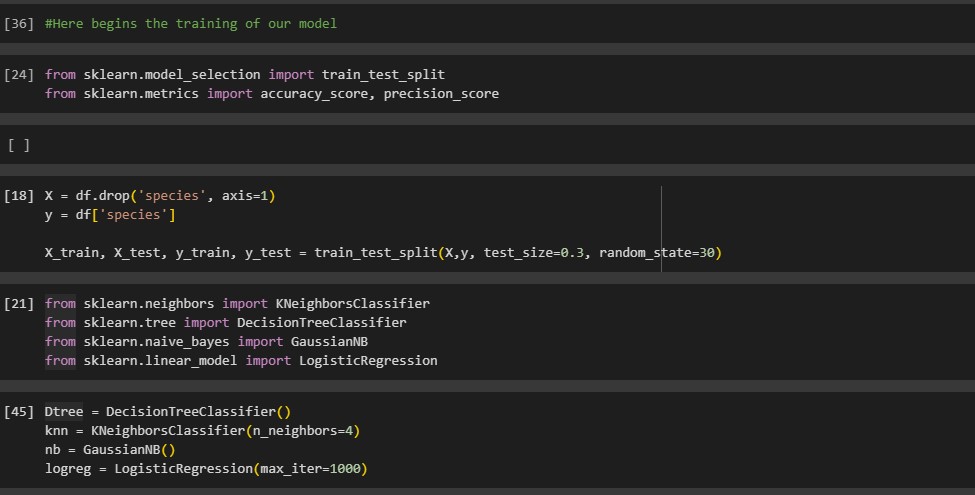 [36] #Here begins the training of our model
[24] from sklearn.model_selection import train_test_split
from sklearn.metrics import accuracy_score, precision_score
[ ]
[18] X = df.drop('species', axis=1)
y = df['species']
X_train, X_test, y_train, y_test = train_test_split(X,y, test_size=0.3, random_state=30)
[21] from sklearn.neighbors import KNeighborsClassifier
from sklearn.tree import DecisionTreeClassifier
from sklearn.naive_bayes import GaussianNB
from sklearn.linear_model import LogisticRegression
[45] Dtree = DecisionTreeClassifier()
knn = KNeighborsClassifier(n_neighbors=4)
nb = GaussianNB()
logreg = LogisticRegression(max_iter=1000)